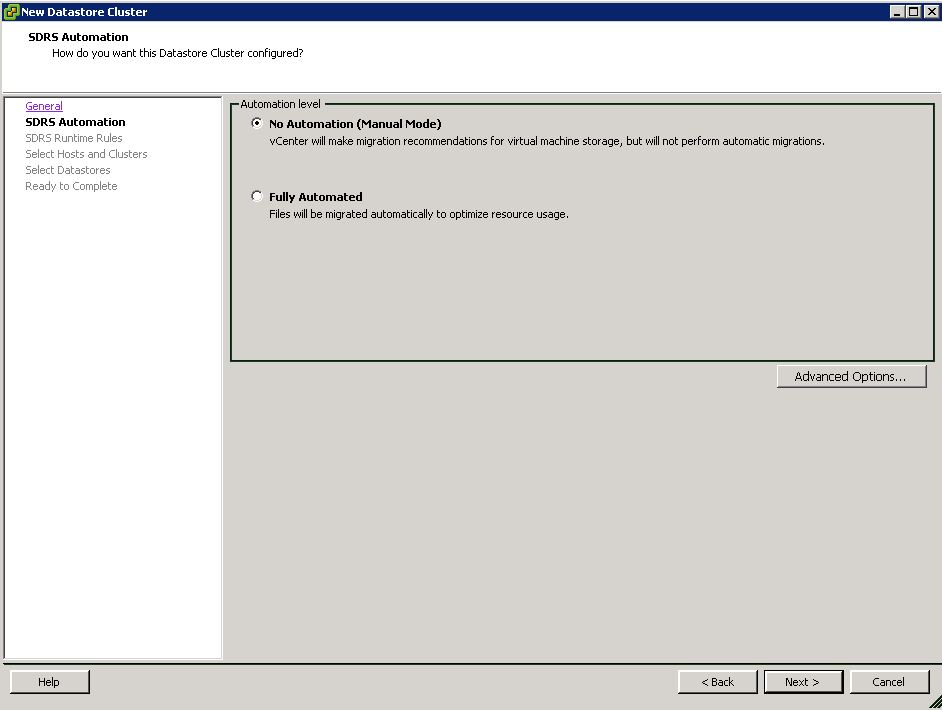 New Datastore Cluster
SDRS Automation
How do you want this Datastore Cluster configured?
General
SDRS Automation
SDRS Runtime Rules
Select Hosts and Clusters
Select Datastores
Ready to Complete
Automation level
No Automation (Manual Mode)
vCenter will make migration recommendations for virtual machine storage, but will not perform automatic migrations.
Fully Automated
Files will be migrated automatically to optimize resource usage.
Advanced Options...
Help
< Back
Next >
Cancel